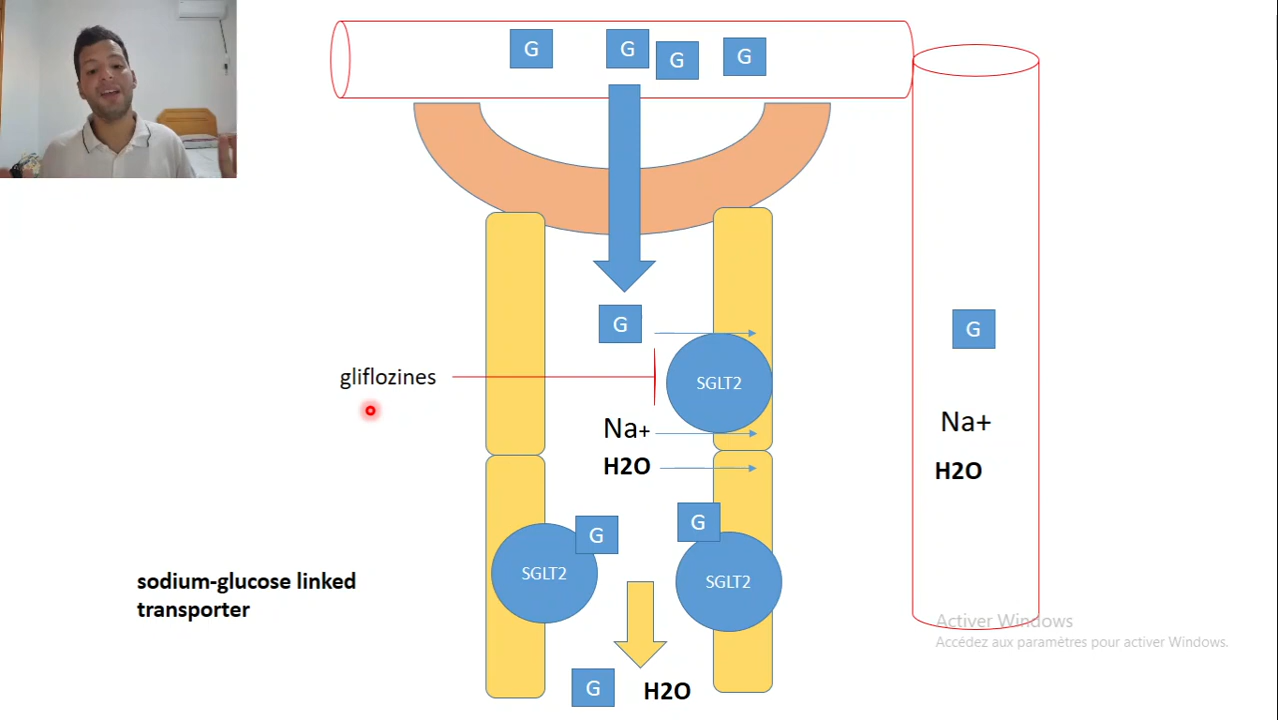 G
G
G
G
G
gliflozines
SGLT2
G
Na+
Na+
H2O
H2O
G
G
SGLT2
SGLT2
sodium-glucose linked
transporter
Activer Windows
Accédez aux paramètres pour activer Windows.
G
H2O